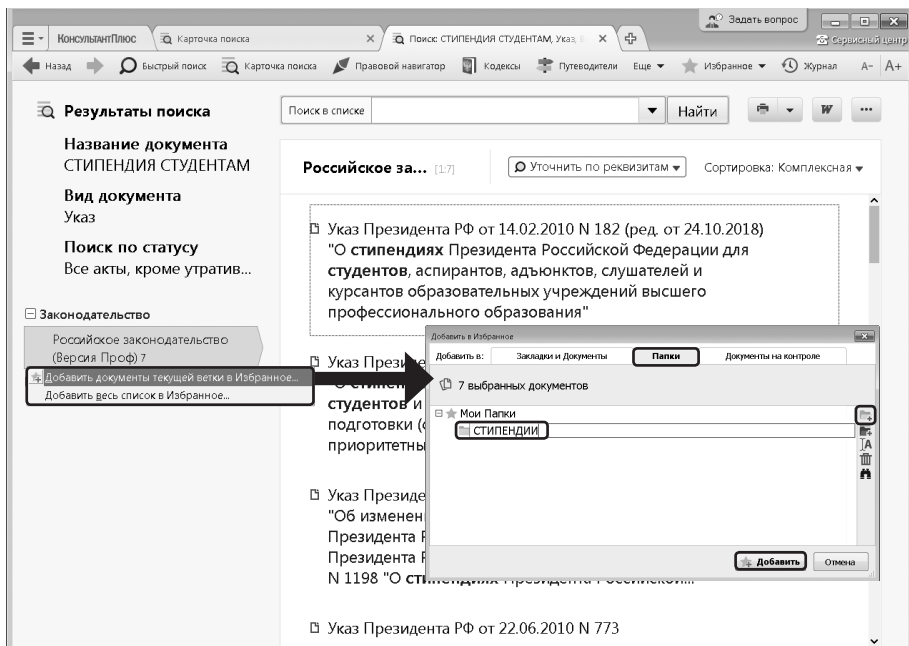 Задать вопрос
КонсультантПлюс
Карточка поиска
Поиск: СТИПЕНДИЯ СТУДЕНТАМ, Указ,
Сервисный центр
Назад
Быстрый поиск
Карточка поиска
Правовой навигатор
Кодексы
Путеводители
Еще
Избранное
Журнал
А-
А+
Результаты поиска
Название документа
СТИПЕНДИЯ СТУДЕНТАМ
Вид документа
Указ
Поиск по статусу
Все акты, кроме утратив...
Законодательство
Российское законодательство
(Версия Проф) 7
Добавить документы текущей ветки в Избранное...
Добавить весь список в Избранное...
Поиск в списке
Найти
W
Российское за... [1:7]
Уточнить по реквизитам
Сортировка: Комплексная
Указ Президента РФ от 14.02.2010 N 182 (ред. от 24.10.2018)
"О стипендиях Президента Российской Федерации для
студентов, аспирантов, адъюнктов, слушателей и
курсантов образовательных учреждений высшего
профессионального образования"
Указ Президе
"О стипен
студентов и
подготовки (
приоритетны
Указ Президе
"Об изменен
Президента
Президента
N 1198 "О стипендиях Президента Российской...
Указ Президента РФ от 22.06.2010 N 773
Добавить в Избранное
Добавить в:
Закладки и Документы
Папки
Документы на контроле
7 выбранных документов
Мои Папки
СТИПЕНДИИ
Добавить
Отмена